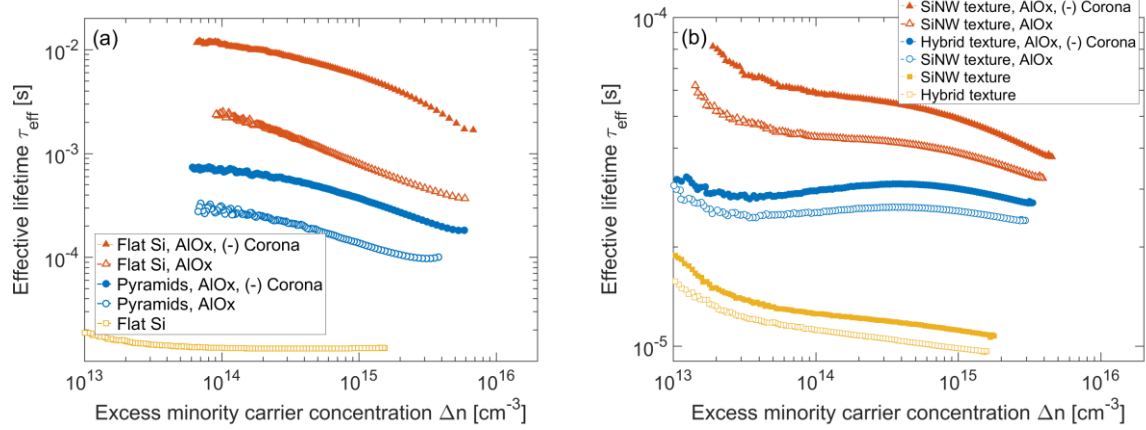 (a)
10^-2
10^-3
10^-4
Effective lifetime τ_eff [s]
Flat Si, AlOx, (-) Corona
Flat Si, AlOx
Pyramids, AlOx, (-) Corona
Pyramids, AlOx
Flat Si
10^13
10^14
10^15
10^16
Excess minority carrier concentration Δn [cm^-3]
(b)
10^-4
10^-5
Effective lifetime τ_eff [s]
SiNW texture, AlOx, (-) Corona
SiNW texture, AlOx
Hybrid texture, AlOx, (-) Corona
SiNW texture, AlOx
SiNW texture
Hybrid texture
10^13
10^14
10^15
10^16
Excess minority carrier concentration Δn [cm^-3]